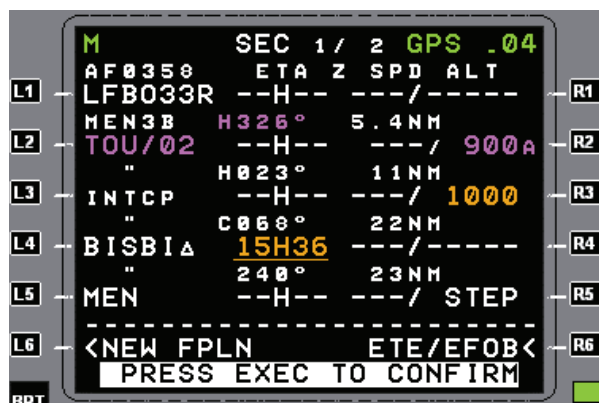 M SEC 1/ 2 GPS .04
AF0358 ETA Z SPD ALT
L1 LFBO33R --H-- ---/----- R1
MEN3B H326° 5.4NM
L2 TOU/02 --H-- ---/ 900A R2
" H023° 11NM
L3 INTCP --H-- ---/ 1000 R3
" C068° 22NM
L4 BISBI∆ 15H36 ---/----- R4
" 240° 23NM
L5 MEN --H-- ---/ STEP R5
L6 <NEW FPLN ETE/EFOB< R6
PRESS EXEC TO CONFIRM